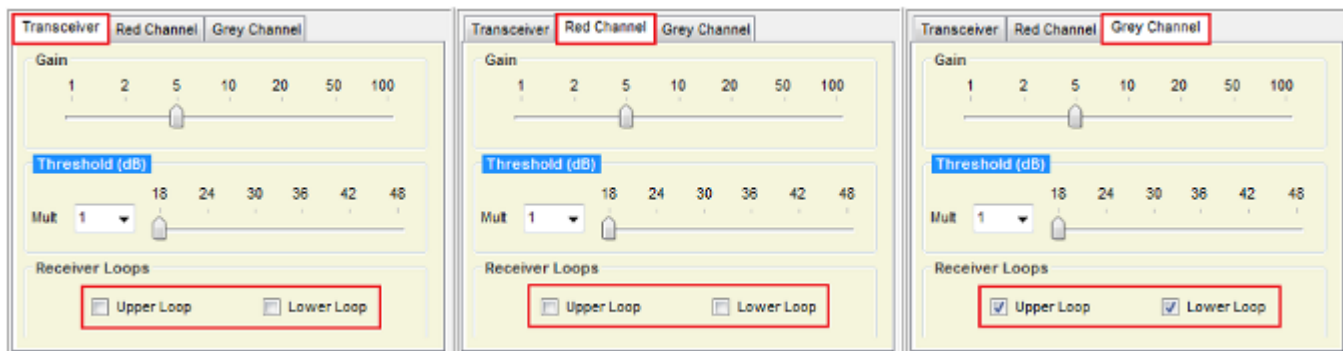 Transceiver Red Channel Grey Channel
Gain
1 2 5 10 20 50 100
Threshold (dB)
18 24 30 36 42 48
Mult 1
Receiver Loops
Upper Loop Lower Loop
Transceiver Red Channel Grey Channel
Gain
1 2 5 10 20 50 100
Threshold (dB)
18 24 30 36 42 48
Mult 1
Receiver Loops
Upper Loop Lower Loop
Transceiver Red Channel Grey Channel
Gain
1 2 5 10 20 50 100
Threshold (dB)
18 24 30 36 42 48
Mult 1
Receiver Loops
Upper Loop Lower Loop